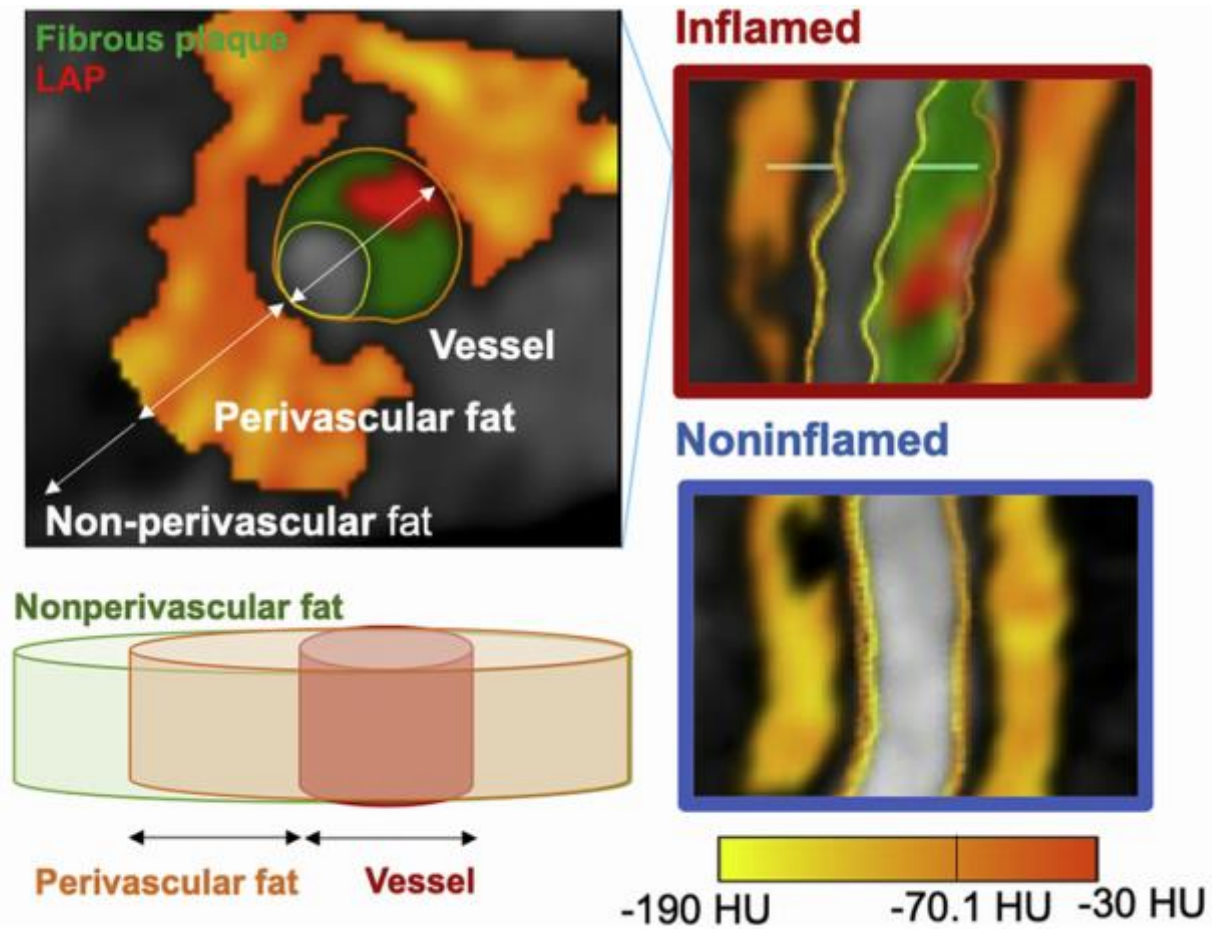 Fibrous plaque
LAP
Vessel
Perivascular fat
Non-perivascular fat
Inflamed
Noninflamed
Nonperivascular fat
Perivascular fat
Vessel
-190 HU
-70.1 HU
-30 HU